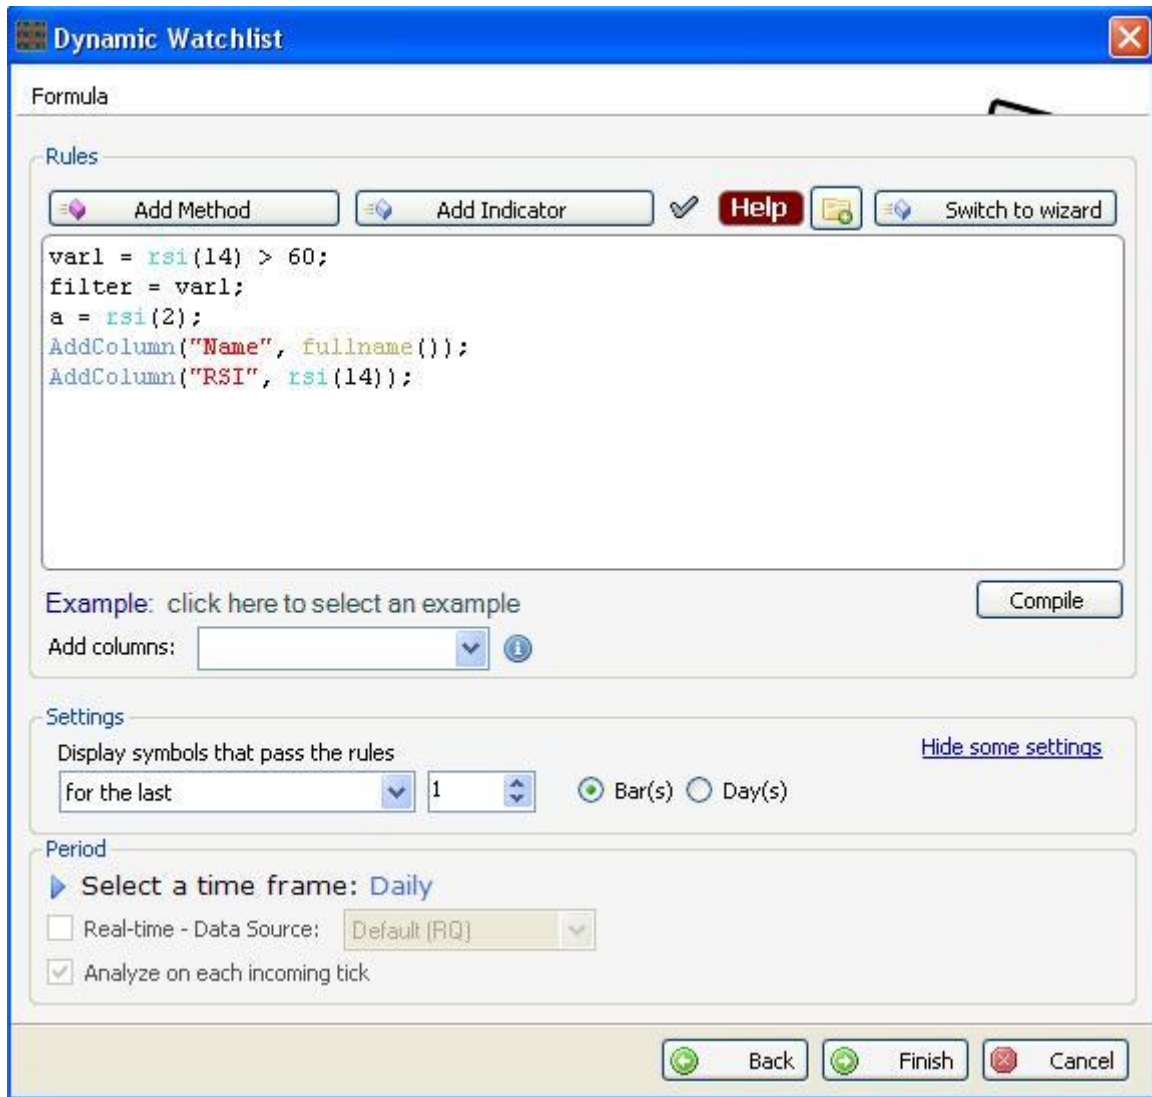 Dynamic Watchlist
Formula
Rules
Add Method Add Indicator Help Switch to wizard
var1 = rsi(14) > 60;
filter = var1;
a = rsi(2);
AddColumn("Name", fullname());
AddColumn("RSI", rsi(14));
Example: click here to select an example
Compile
Add columns:
Settings
Display symbols that pass the rules
Hide some settings
for the last 1 Bar(s) Day(s)
Period
Select a time frame: Daily
Real-time - Data Source: Default (RQ)
Analyze on each incoming tick
Back Finish Cancel